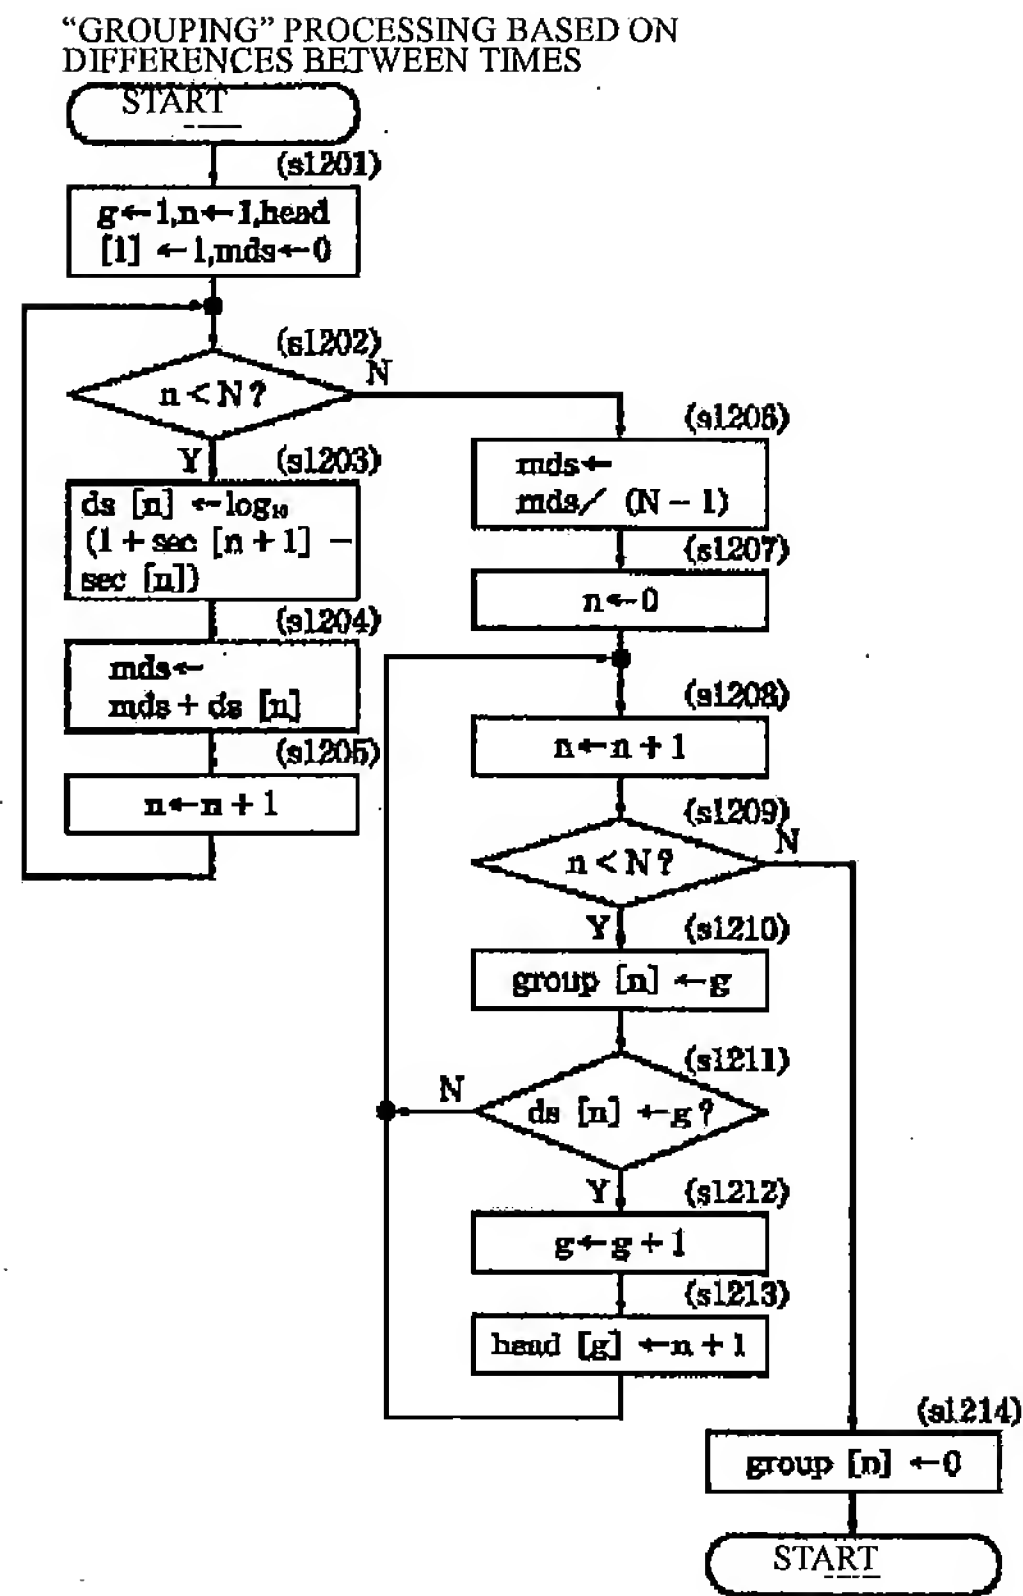 “GROUPING” PROCESSING BASED ON
DIFFERENCES BETWEEN TIMES
START
(s1201)
g←1,n←1,head
[1] ←1,mds←0
(s1202)
n<N?
N
Y
(s1203)
ds [n] ←log₁₀
(1+sec [n+1] −
sec [n])
(s1204)
mds←
mds+ds [n]
(s1205)
n←n+1
(s1206)
mds←
mds/ (N−1)
(s1207)
n←0
(s1208)
n←n+1
(s1209)
n<N?
N
Y
(s1210)
group [n] ←g
(s1211)
ds [n] ←g?
N
Y
(s1212)
g←g+1
(s1213)
head [g] ←n+1
(s1214)
group [n] ←0
START